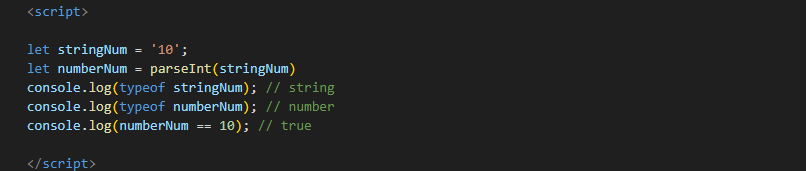 <script>
let stringNum = '10';
let numberNum = parseInt(stringNum)
console.log(typeof stringNum); // string
console.log(typeof numberNum); // number
console.log(numberNum == 10); // true
</script>